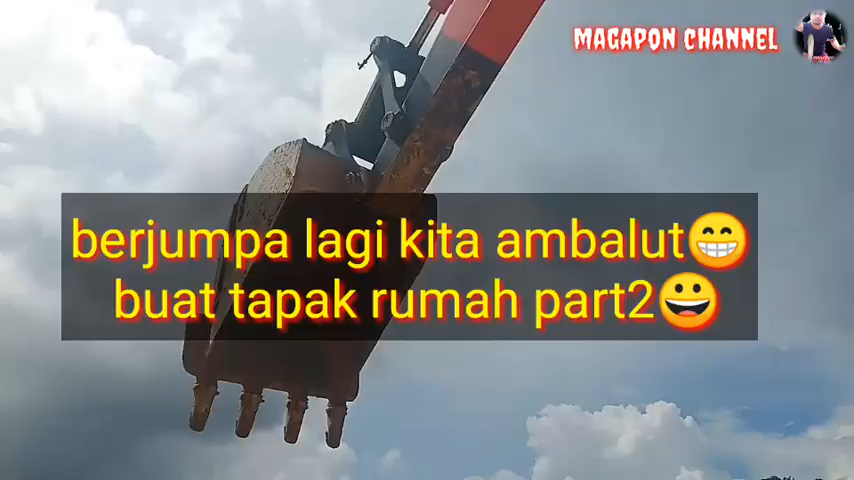 MAGAPON CHANNEL
berjumpa lagi kita ambalut😁
buat tapak rumah part2😀